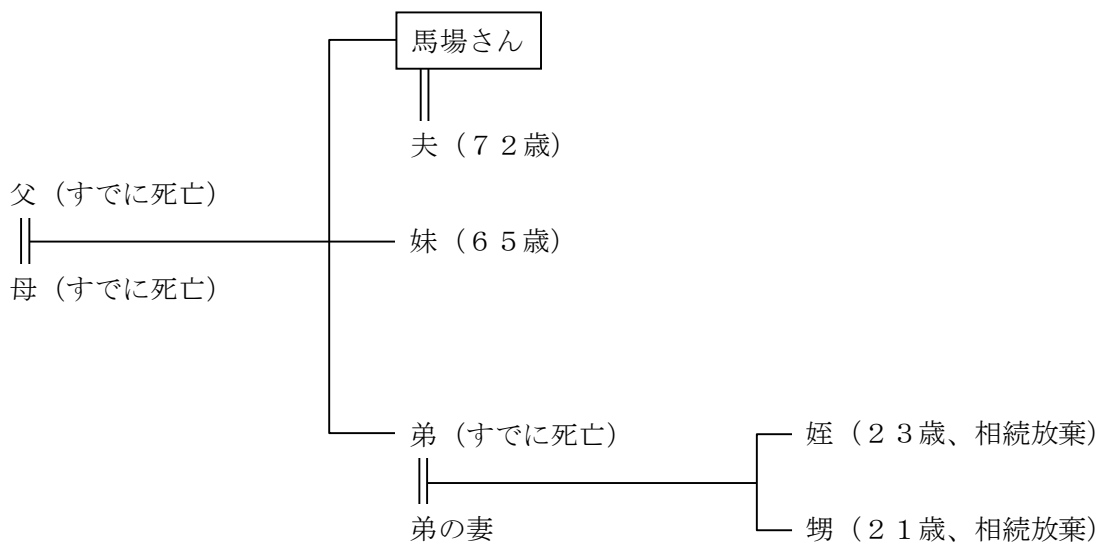 馬場さん
夫（７２歳）
父（すでに死亡）
妹（６５歳）
母（すでに死亡）
弟（すでに死亡）
姪（２３歳、相続放棄）
弟の妻
甥（２１歳、相続放棄）